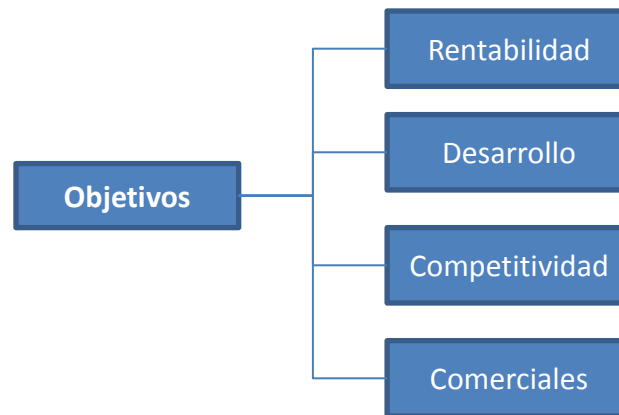 Objetivos
Rentabilidad
Desarrollo
Competitividad
Comerciales